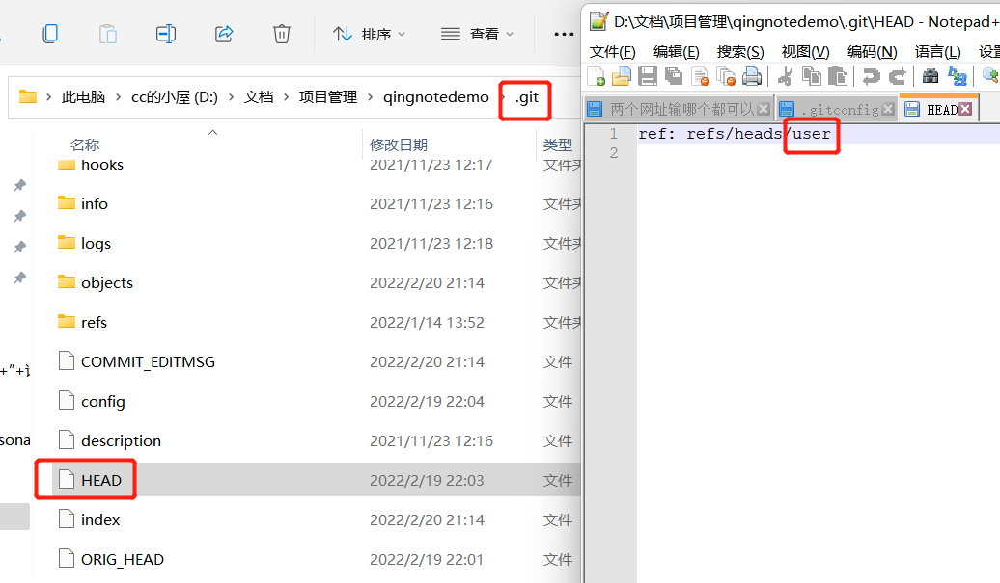 排序
查看
此电脑 > cc的小屋 (D:) > 文档 > 项目管理 > qingnotedemo > .git
名称 修改日期 类型
hooks 2021/11/23 12:17 文件夹
info 2021/11/23 12:16 文件夹
logs 2021/11/23 12:18 文件夹
objects 2022/2/20 21:14 文件夹
refs 2022/1/14 13:52 文件夹
COMMIT_EDITMSG 2022/2/20 21:14 文件
config 2022/2/19 22:04 文件
description 2021/11/23 12:16 文件
HEAD 2022/2/19 22:03 文件
index 2022/2/20 21:14 文件
ORIG_HEAD 2022/2/19 22:01 文件
+"+
sona
D:\文档\项目管理\qingnotedemo\.git\HEAD - Notepad+
文件(F) 编辑(E) 搜索(S) 视图(V) 编码(N) 语言(L) 设置
两个网址输哪个都可以 .gitconfig HEAD
1 ref: refs/heads/user
2